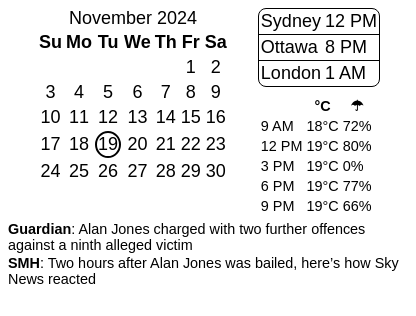 November 2024
Su Mo Tu We Th Fr Sa
1 2
3 4 5 6 7 8 9
10 11 12 13 14 15 16
17 18 19 20 21 22 23
24 25 26 27 28 29 30
Sydney 12 PM
Ottawa 8 PM
London 1 AM
°C ☂
9 AM 18°C 72%
12 PM 19°C 80%
3 PM 19°C 0%
6 PM 19°C 77%
9 PM 19°C 66%
Guardian: Alan Jones charged with two further offences
against a ninth alleged victim
SMH: Two hours after Alan Jones was bailed, here's how Sky
News reacted